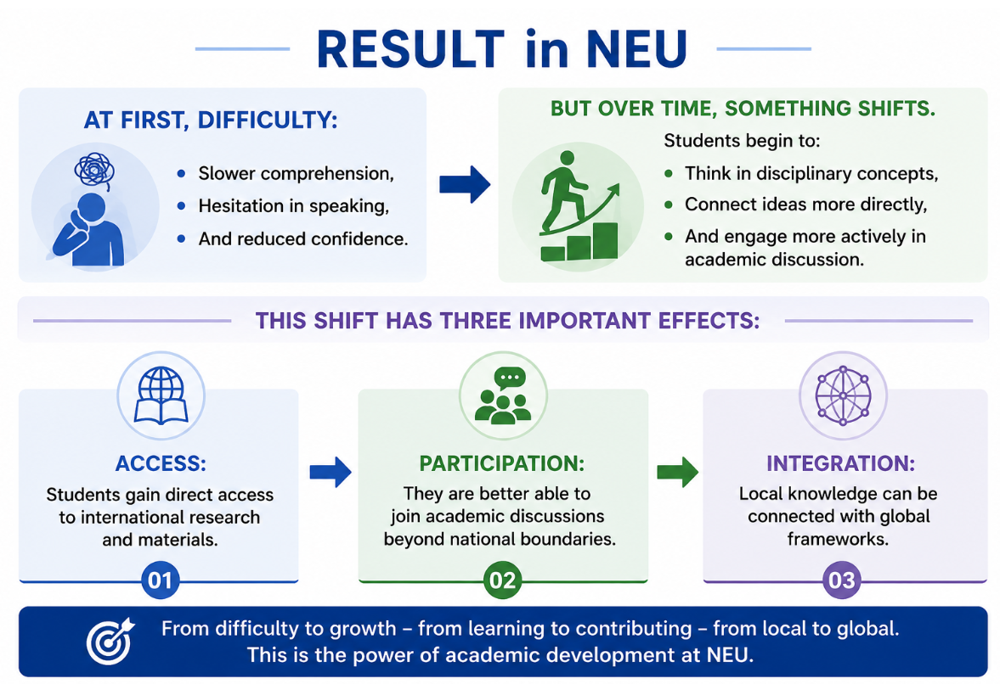 RESULT in NEU
AT FIRST, DIFFICULTY:
• Slower comprehension,
• Hesitation in speaking,
• And reduced confidence.
BUT OVER TIME, SOMETHING SHIFTS.
Students begin to:
• Think in disciplinary concepts,
• Connect ideas more directly,
• And engage more actively in
academic discussion.
THIS SHIFT HAS THREE IMPORTANT EFFECTS:
ACCESS:
Students gain direct access
to international research
and materials.
01
PARTICIPATION:
They are better able to
join academic discussions
beyond national boundaries.
02
INTEGRATION:
Local knowledge can be
connected with global
frameworks.
03
From difficulty to growth – from learning to contributing – from local to global.
This is the power of academic development at NEU.